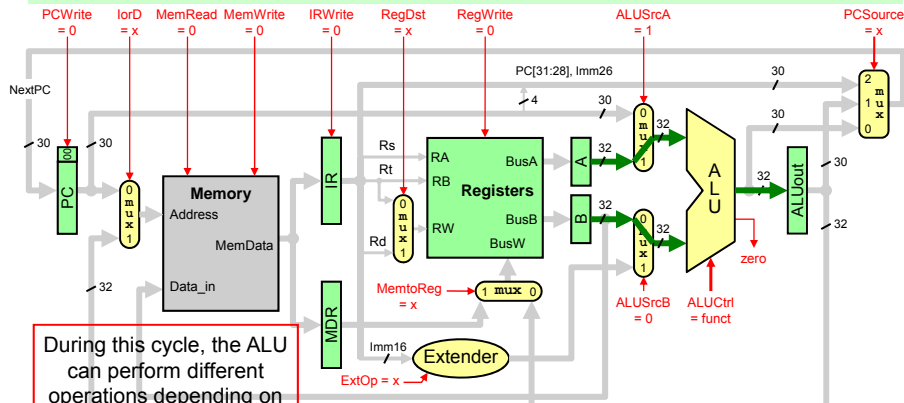 PCWrite IorD MemRead MemWrite IRWrite RegDst RegWrite ALUSrcA PCSource
= 0 = x = 0 = 0 = 0 = x = 0 = 1 = x
PC[31:28], Imm26
30
2
NextPC
4
30
mux
1
0
30
30
00
PC
0
mux
1
Memory
Address
MemData
Data_in
32
IR
MDR
Rs
Rt
Rd
0
mux
1
RA
RB
RW
Registers
BusA
BusB
BusW
A
B
32
32
0
mux
1
32
0
mux
1
32
ALU
32
30
ALUout
30
32
zero
MemtoReg
= x
1 mux 0
ALUSrcB
= 0
ALUCtrl
= funct
Imm16
Extender
ExtOp = x
During this cycle, the ALU
can perform different
operations depending on